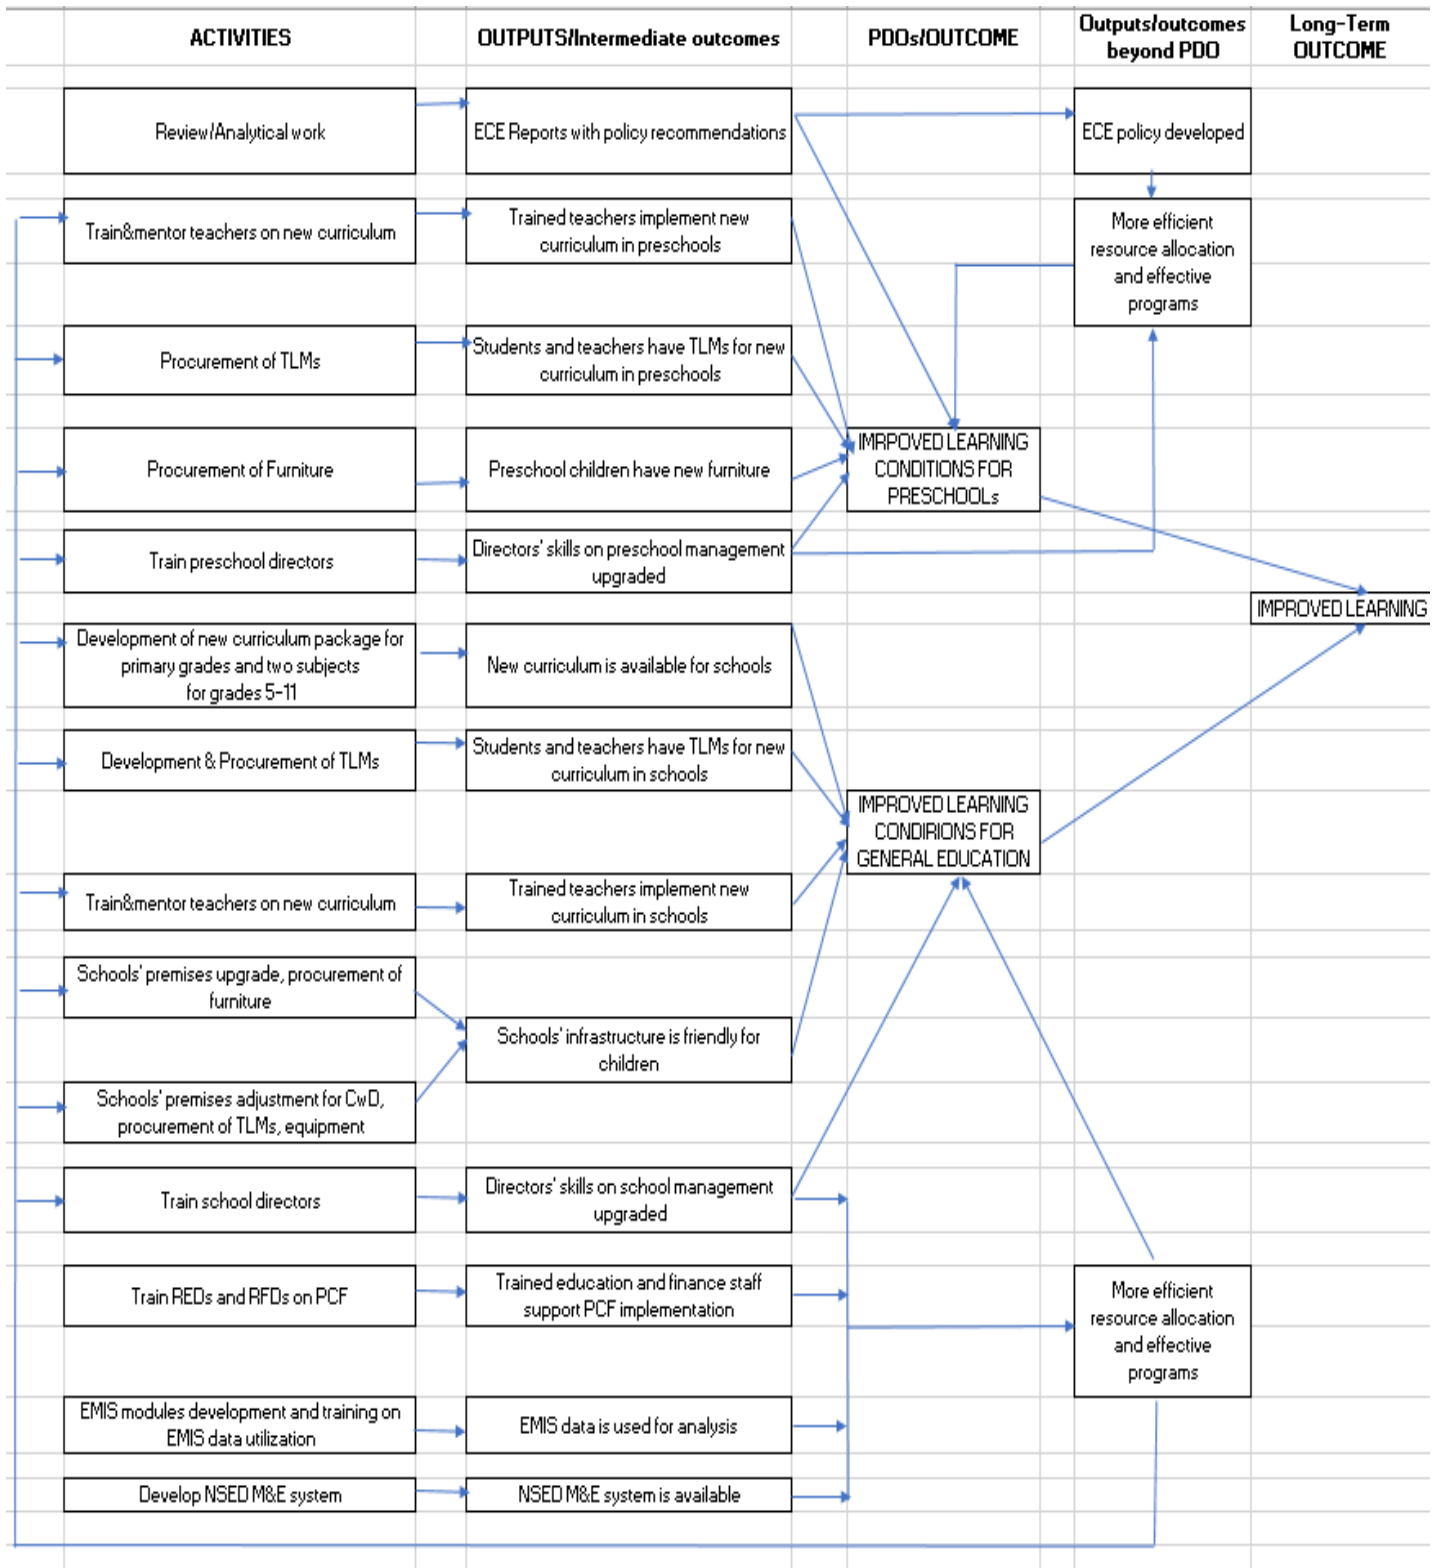 ACTIVITIES
OUTPUTS/Intermediate outcomes
PDOs/OUTCOME
Outputs/outcomes
beyond PDO
Long-Term
OUTCOME
Review/Analytical work
ECE Reports with policy recommendations
ECE policy developed
Train&mentor teachers on new curriculum
Trained teachers implement new
curriculum in preschools
More efficient
resource allocation
and effective
programs
Procurement of TLMs
Students and teachers have TLMs for new
curriculum in preschools
Procurement of Furniture
Preschool children have new furniture
IMRPOVED LEARNING
CONDITIONS FOR
PRESCHOOLs
Train preschool directors
Directors' skills on preschool management
upgraded
IMPROVED LEARNING
Development of new curriculum package for
primary grades and two subjects
for grades 5-11
New curriculum is available for schools
Development & Procurement of TLMs
Students and teachers have TLMs for new
curriculum in schools
IMPROVED LEARNING
CONDIRIONS FOR
GENERAL EDUCATION
Train&mentor teachers on new curriculum
Trained teachers implement new
curriculum in schools
Schools' premises upgrade, procurement of
furniture
Schools' infrastructure is friendly for
children
Schools' premises adjustment for CwD,
procurement of TLMs, equipment
Train school directors
Directors' skills on school management
upgraded
Train REDs and RFDs on PCF
Trained education and finance staff
support PCF implementation
More efficient
resource allocation
and effective
programs
EMIS modules development and training on
EMIS data utilization
EMIS data is used for analysis
Develop NSED M&E system
NSED M&E system is available